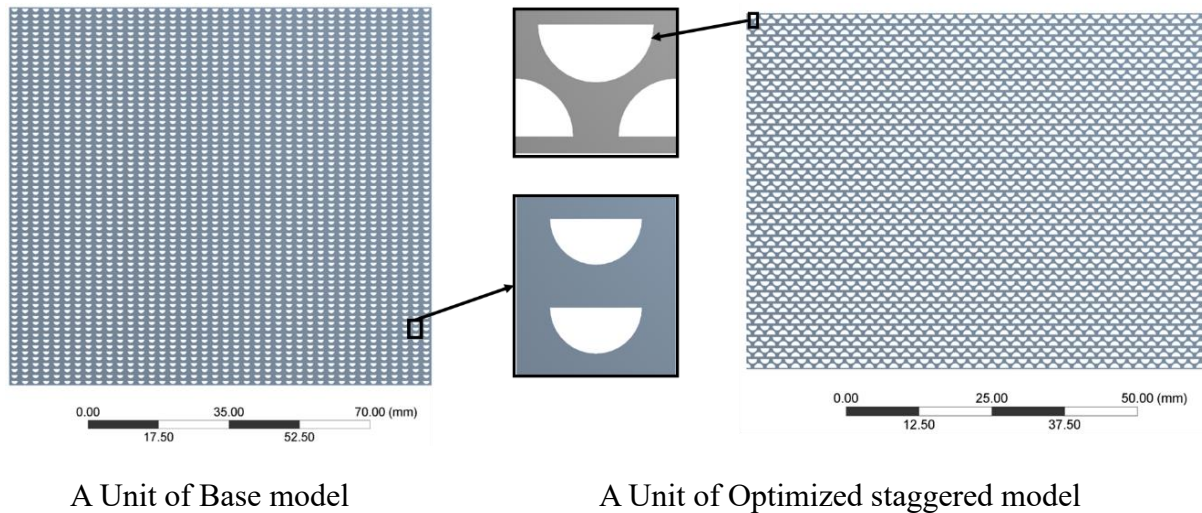 0.00 35.00 70.00 (mm)
17.50 52.50
0.00 25.00 50.00 (mm)
12.50 37.50
A Unit of Base model
A Unit of Optimized staggered model